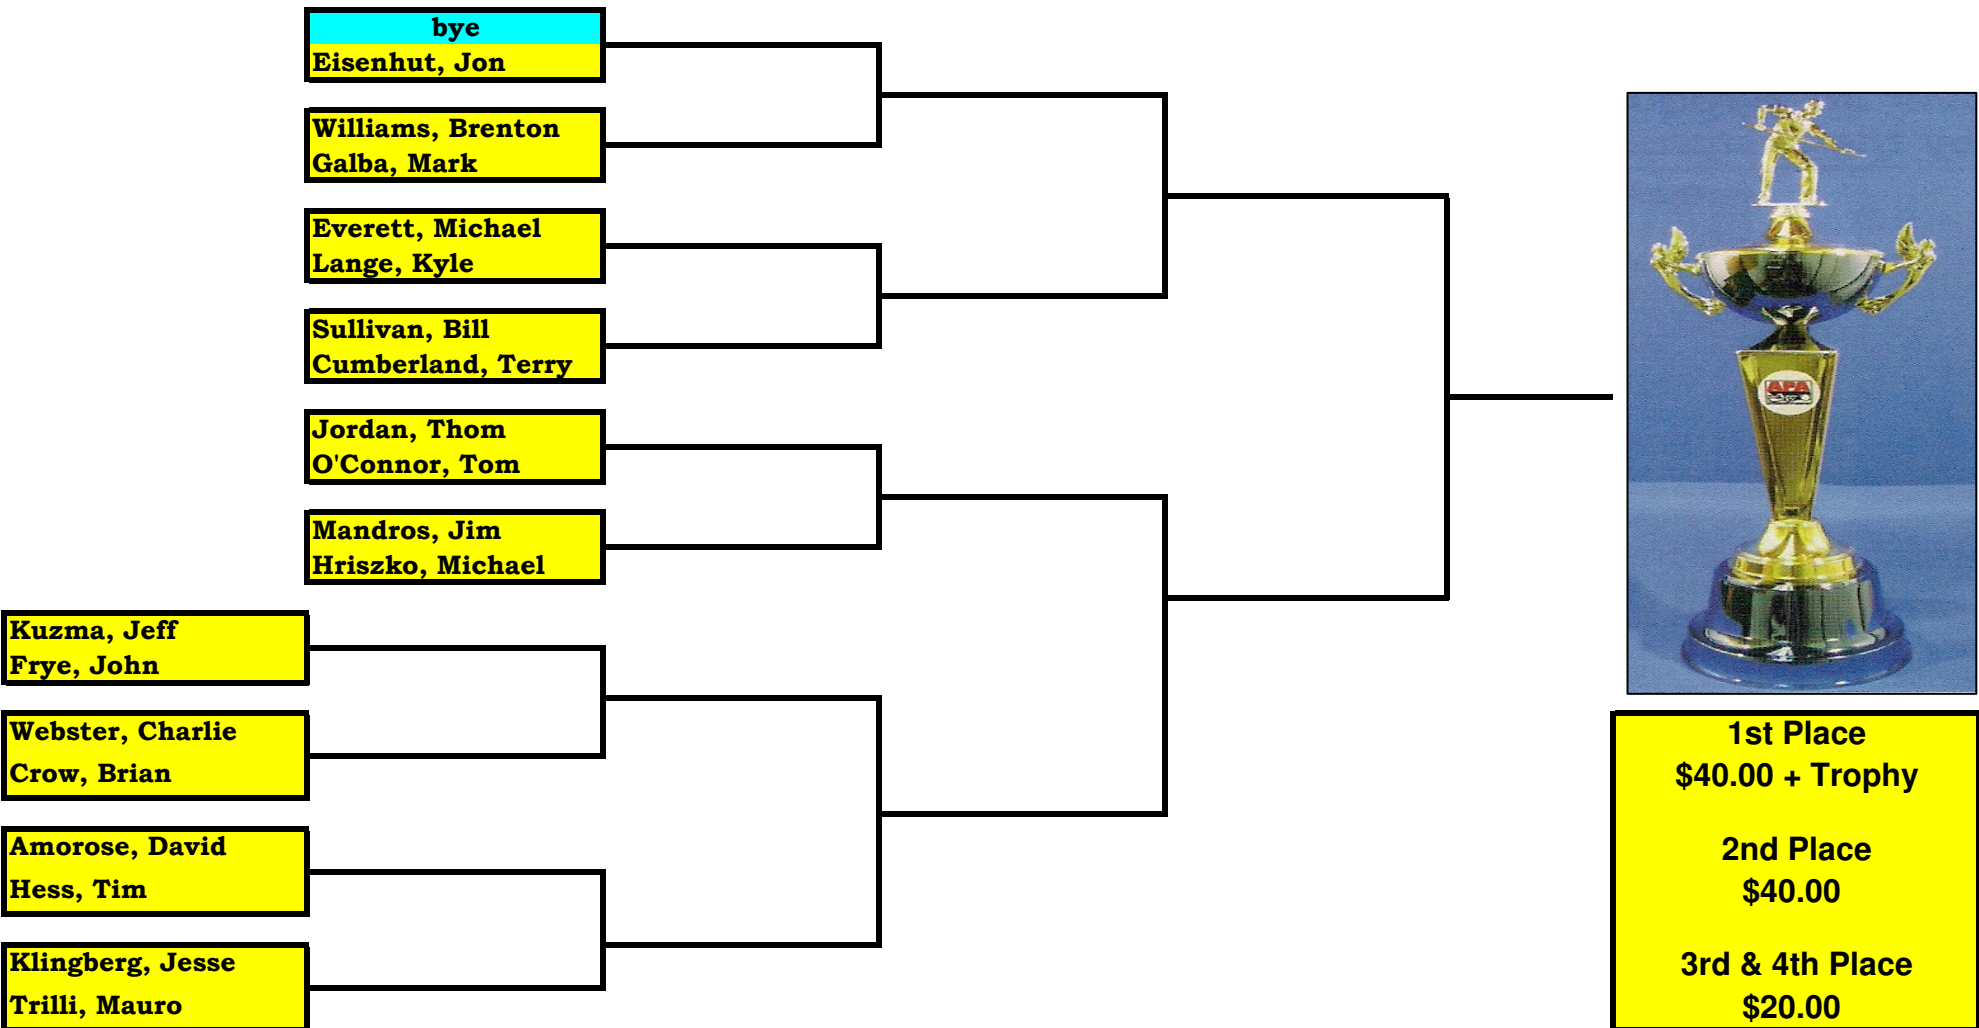 bye
Eisenhut, Jon
Williams, Brenton
Galba, Mark
Everett, Michael
Lange, Kyle
Sullivan, Bill
Cumberland, Terry
Jordan, Thom
O'Connor, Tom
Mandros, Jim
Hriszko, Michael
Kuzma, Jeff
Frye, John
Webster, Charlie
Crow, Brian
Amorose, David
Hess, Tim
Klingberg, Jesse
Trilli, Mauro
APA
1st Place
$40.00 + Trophy
2nd Place
$40.00
3rd & 4th Place
$20.00